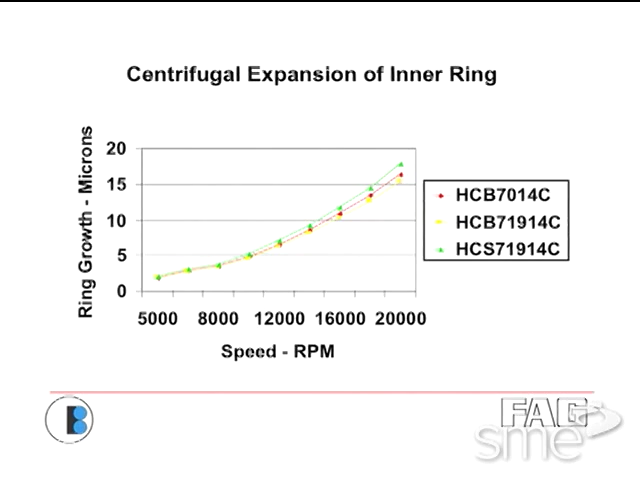 Centrifugal Expansion of Inner Ring
Ring Growth - Microns
20
15
10
5
0
5000 8000 12000 16000 20000
Speed - RPM
HCB7014C
HCB71914C
HCS71914C
B
FAG
sme